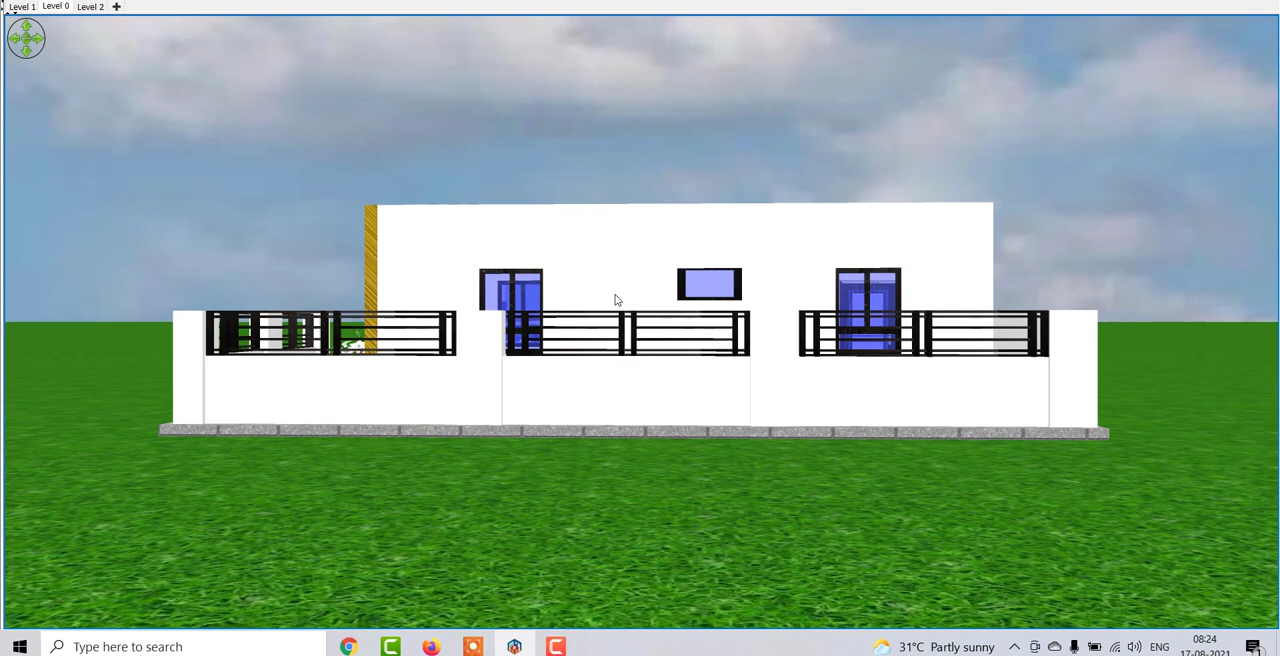 Level 1 Level 0 Level 2
Type here to search
31°C Partly sunny
ENG
08:24
17-08-2021
1